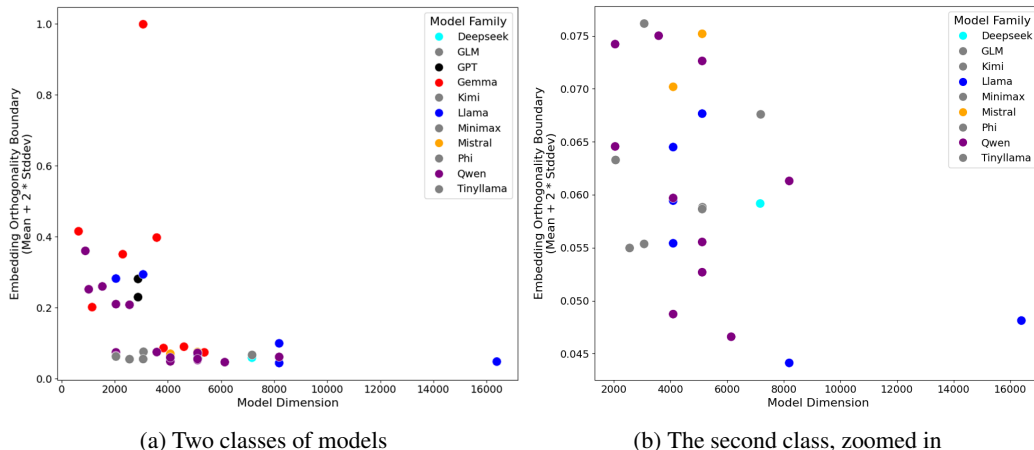 Embedding Orthogonality Boundary
(Mean + 2 * Stddev)
1.0
0.8
0.6
0.4
0.2
0.0
0
2000
4000
6000
8000
10000
12000
14000
16000
Model Dimension
Model Family
Deepseek
GLM
GPT
Gemma
Kimi
Llama
Minimax
Mistral
Phi
Qwen
Tinyllama
(a) Two classes of models
Embedding Orthogonality Boundary
(Mean + 2 * Stddev)
0.075
0.070
0.065
0.060
0.055
0.050
0.045
2000
4000
6000
8000
10000
12000
14000
16000
Model Dimension
Model Family
Deepseek
GLM
Kimi
Llama
Minimax
Mistral
Phi
Qwen
Tinyllama
(b) The second class, zoomed in